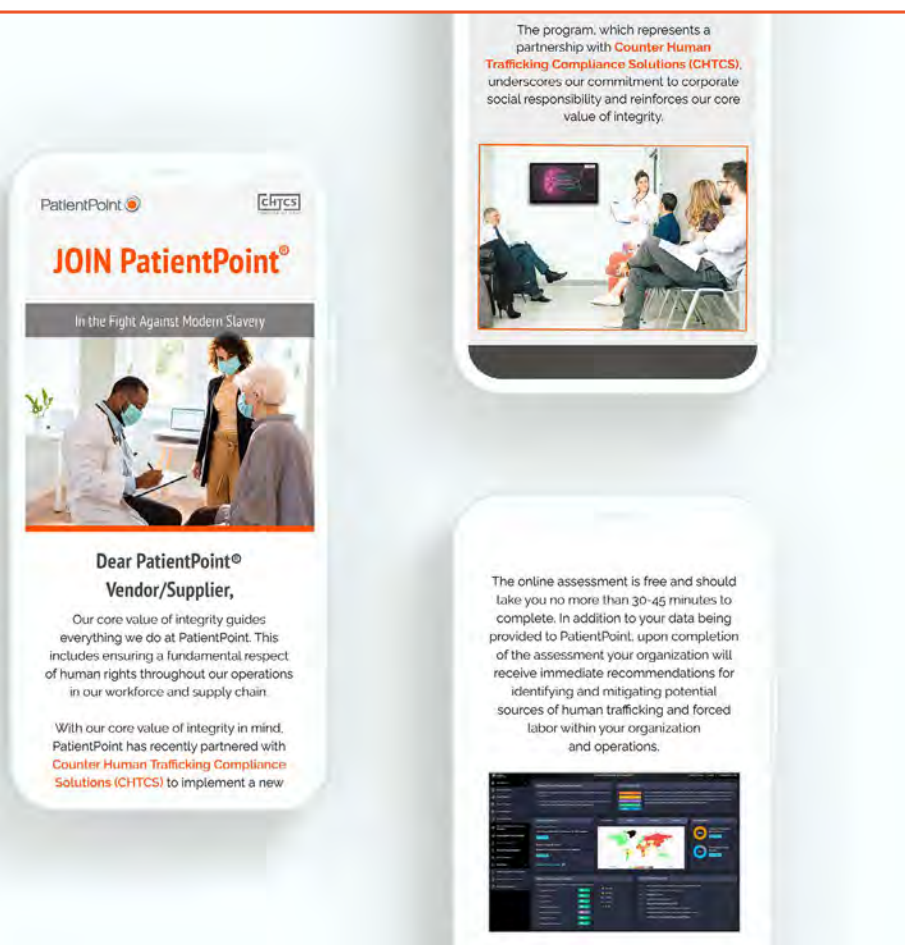 PatientPoint
CHTCS
JOIN PatientPoint®
In the Fight Against Modern Slavery
Dear PatientPoint®
Vendor/Supplier,
Our core value of integrity guides
everything we do at PatientPoint. This
includes ensuring a fundamental respect
of human rights throughout our operations
in our workforce and supply chain.
With our core value of integrity in mind,
PatientPoint has recently partnered with
Counter Human Trafficking Compliance
Solutions (CHTCS) to implement a new
The program, which represents a
partnership with Counter Human
Trafficking Compliance Solutions (CHTCS),
underscores our commitment to corporate
social responsibility and reinforces our core
value of integrity.
The online assessment is free and should
take you no more than 30-45 minutes to
complete. In addition to your data being
provided to PatientPoint, upon completion
of the assessment your organization will
receive immediate recommendations for
identifying and mitigating potential
sources of human trafficking and forced
labor within your organization
and operations.